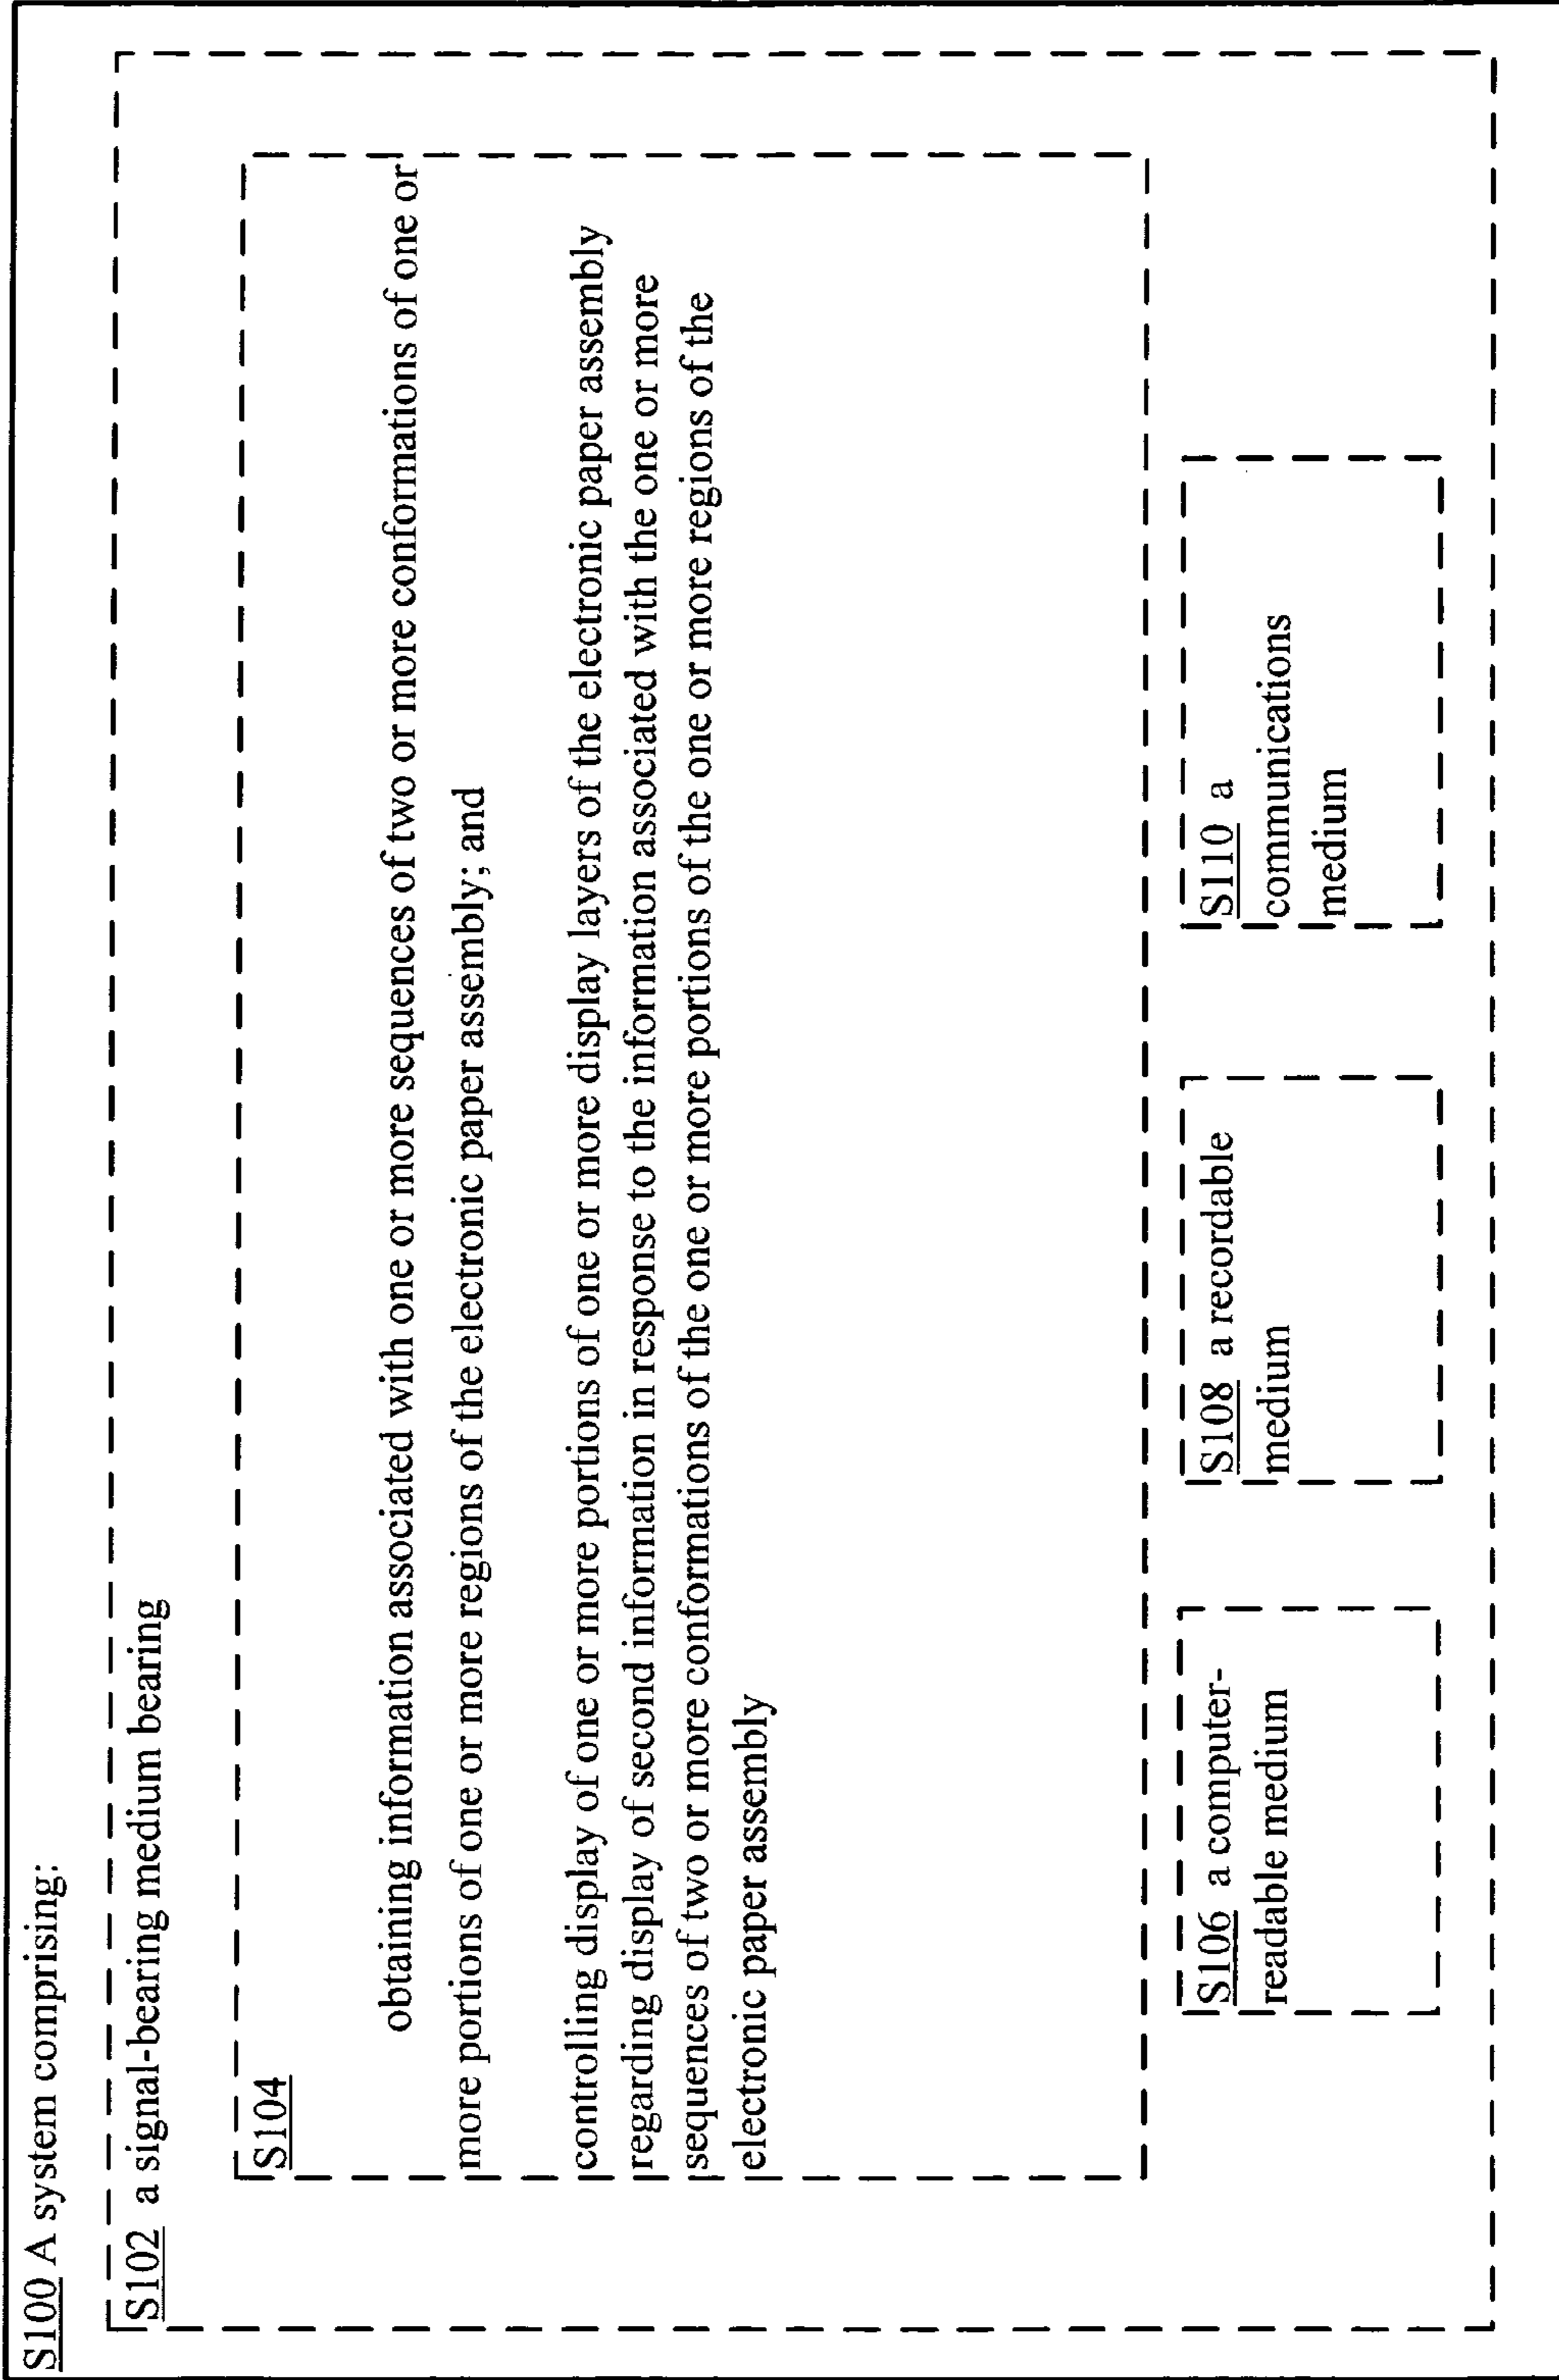 S100 A system comprising:
S102 a signal-bearing medium bearing
S104
obtaining information associated with one or more sequences of two or more conformations of one or
more portions of one or more regions of the electronic paper assembly; and
controlling display of one or more portions of one or more display layers of the electronic paper assembly
regarding display of second information in response to the information associated with the one or more
sequences of two or more conformations of the one or more portions of the one or more regions of the
electronic paper assembly
S106 a computer-
readable medium
S108 a recordable
medium
S110 a
communications
medium